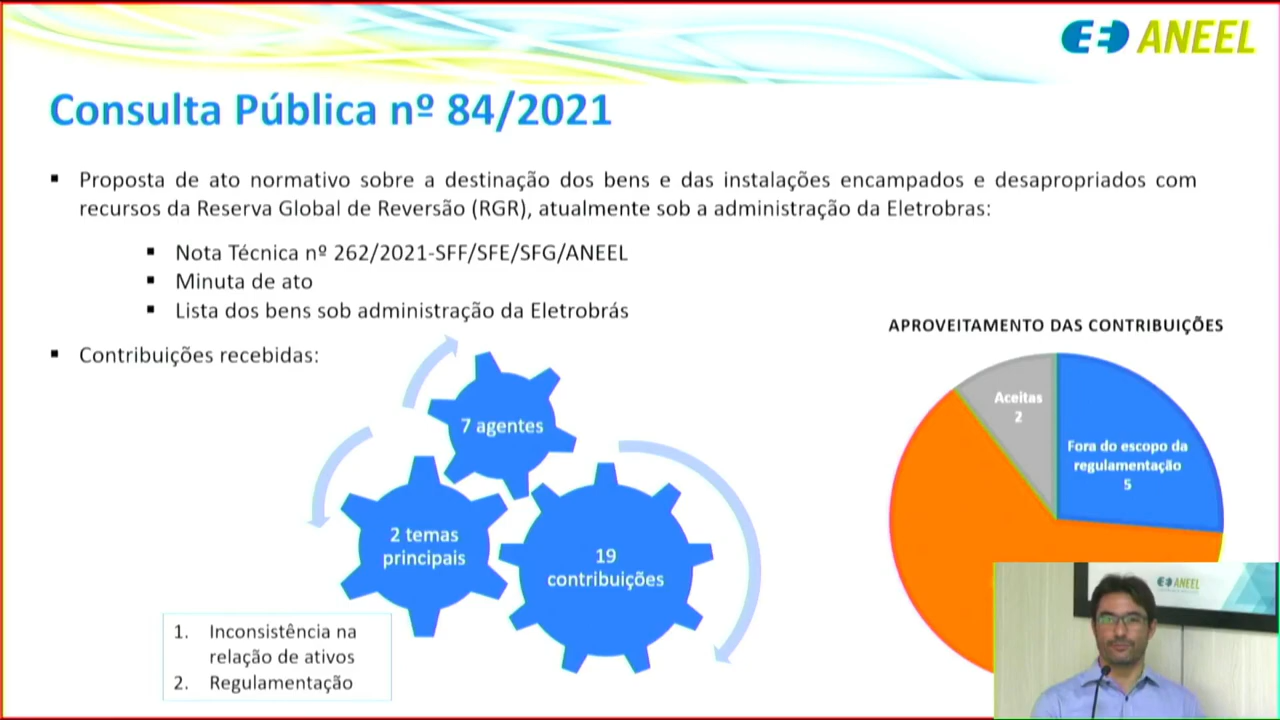 ANEEL
Consulta Pública nº 84/2021
▪ Proposta de ato normativo sobre a destinação dos bens e das instalações encampados e desapropriados com
recursos da Reserva Global de Reversão (RGR), atualmente sob a administração da Eletrobras:
▪ Nota Técnica nº 262/2021-SFF/SFE/SFG/ANEEL
▪ Minuta de ato
▪ Lista dos bens sob administração da Eletrobrás
▪ Contribuições recebidas:
7 agentes
2 temas
principais
19
contribuições
1. Inconsistência na
relação de ativos
2. Regulamentação
APROVEITAMENTO DAS CONTRIBUIÇÕES
Aceitas
2
Fora do escopo da
regulamentação
5
ANEEL